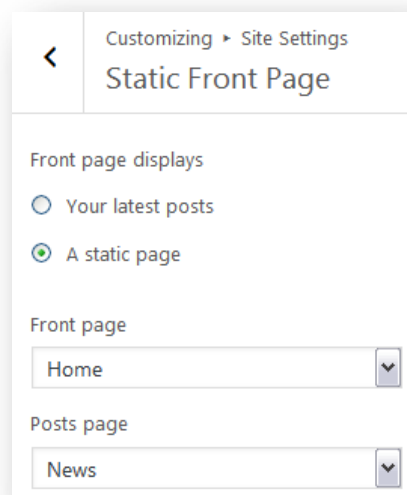 Customizing ▸ Site Settings
Static Front Page
Front page displays
Your latest posts
A static page
Front page
Home
Posts page
News